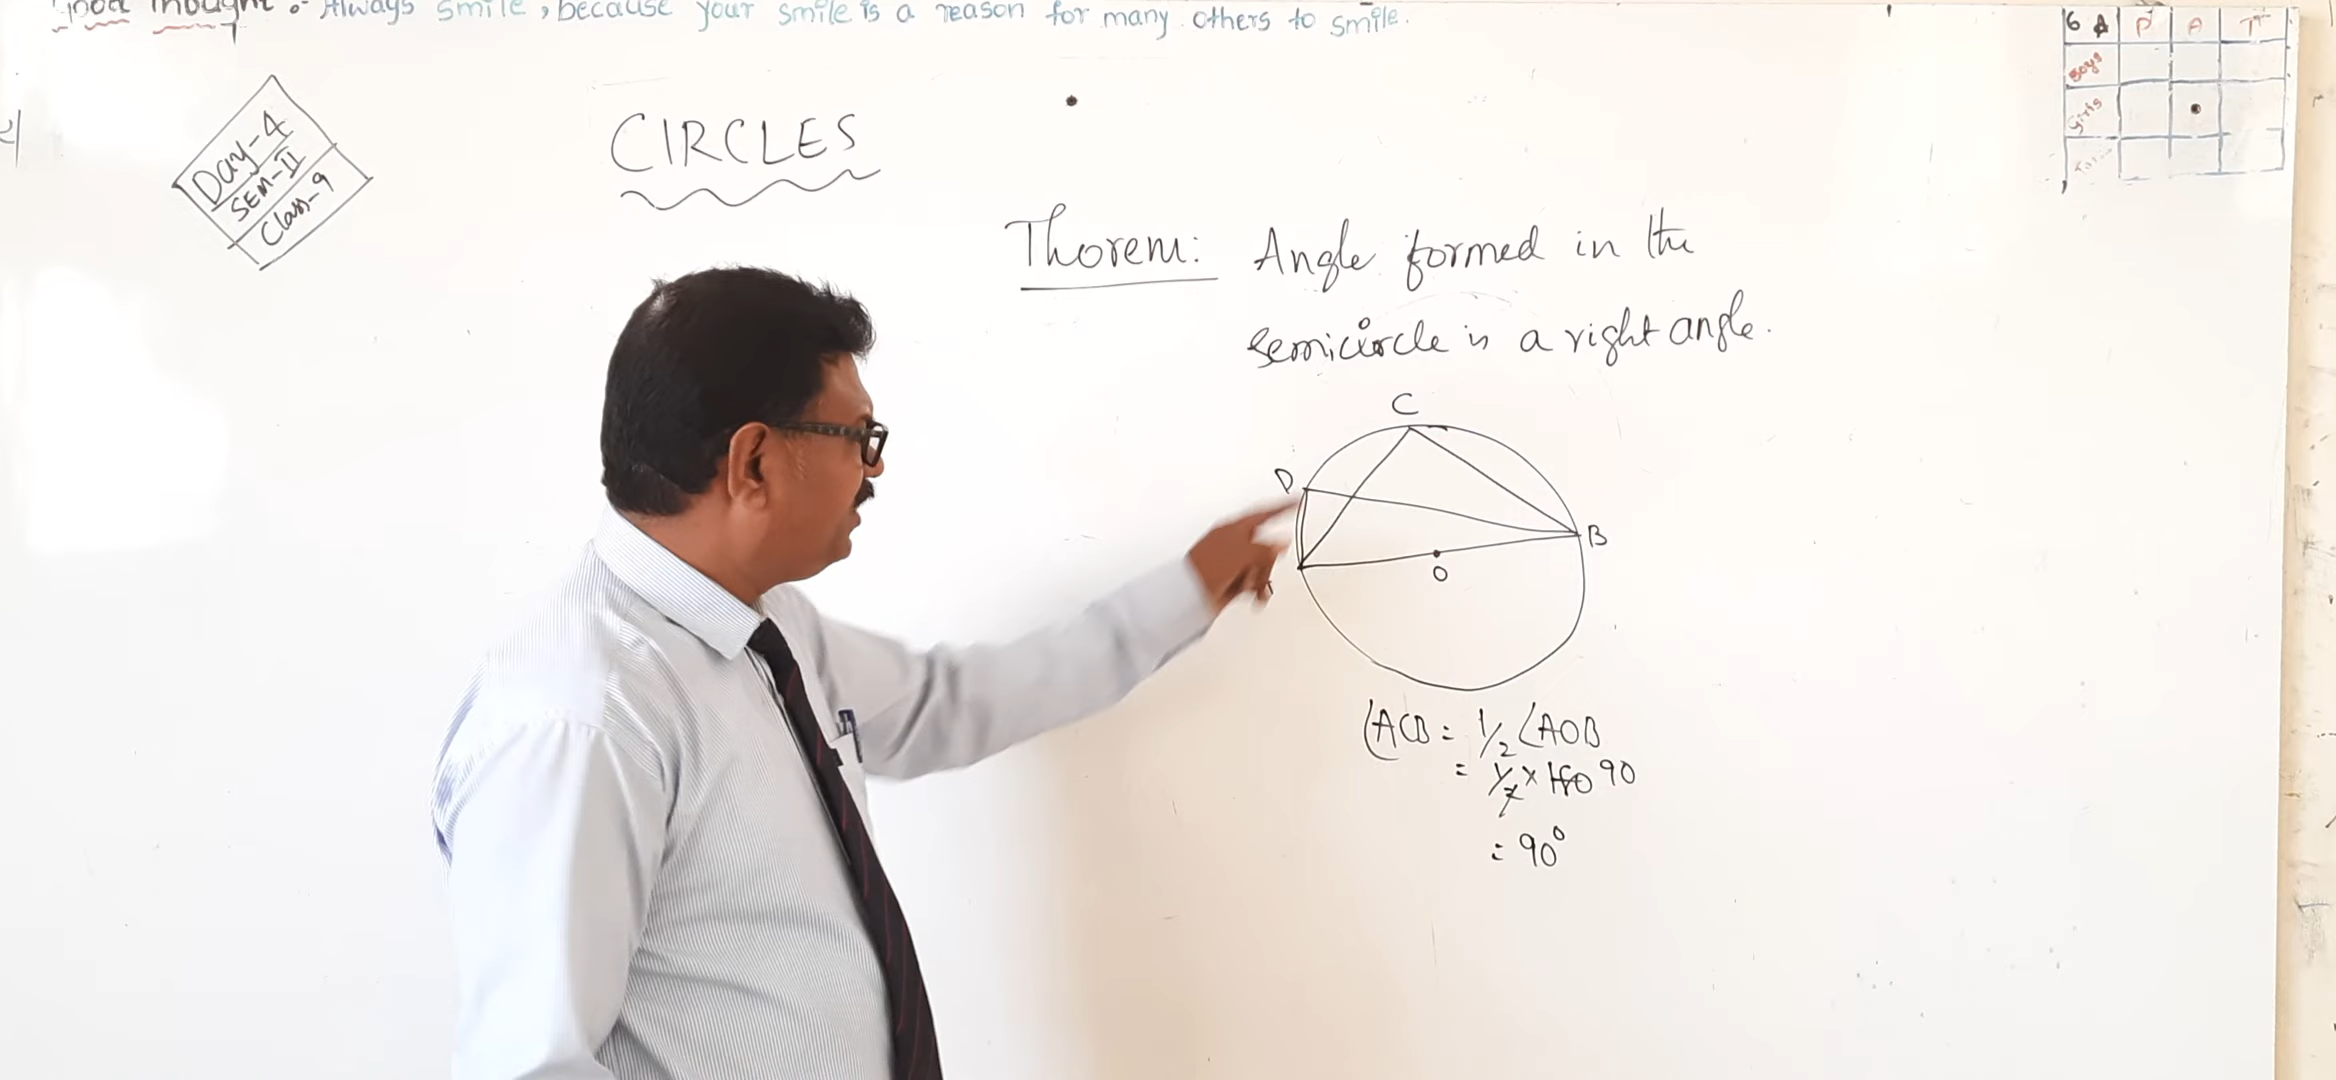 Good Thought :- Always smile, because your smile is a reason for many others to smile.
6 A P A T
Boys
Girls
Day-4
SEM-II
Class-9
CIRCLES
Thorem: Angle formed in the
semicircle is a right angle.
C
D
B
O
∠ACB = 1/2 ∠AOB
= 1/2 × 180 90
= 90°